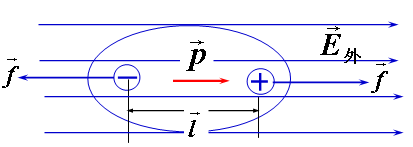 E⃗外
p⃗
f⃗ − + f⃗
l⃗